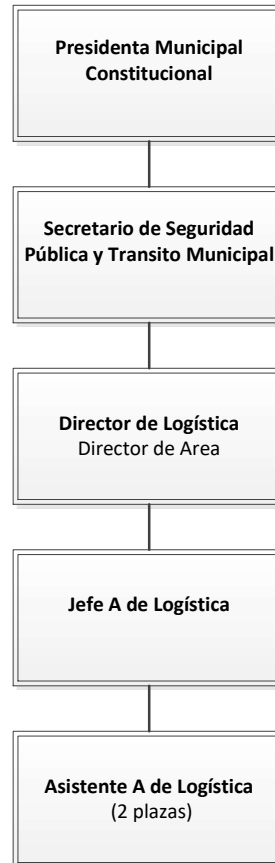 Presidenta Municipal
Constitucional
Secretario de Seguridad
Pública y Transito Municipal
Director de Logística
Director de Area
Jefe A de Logística
Asistente A de Logística
(2 plazas)